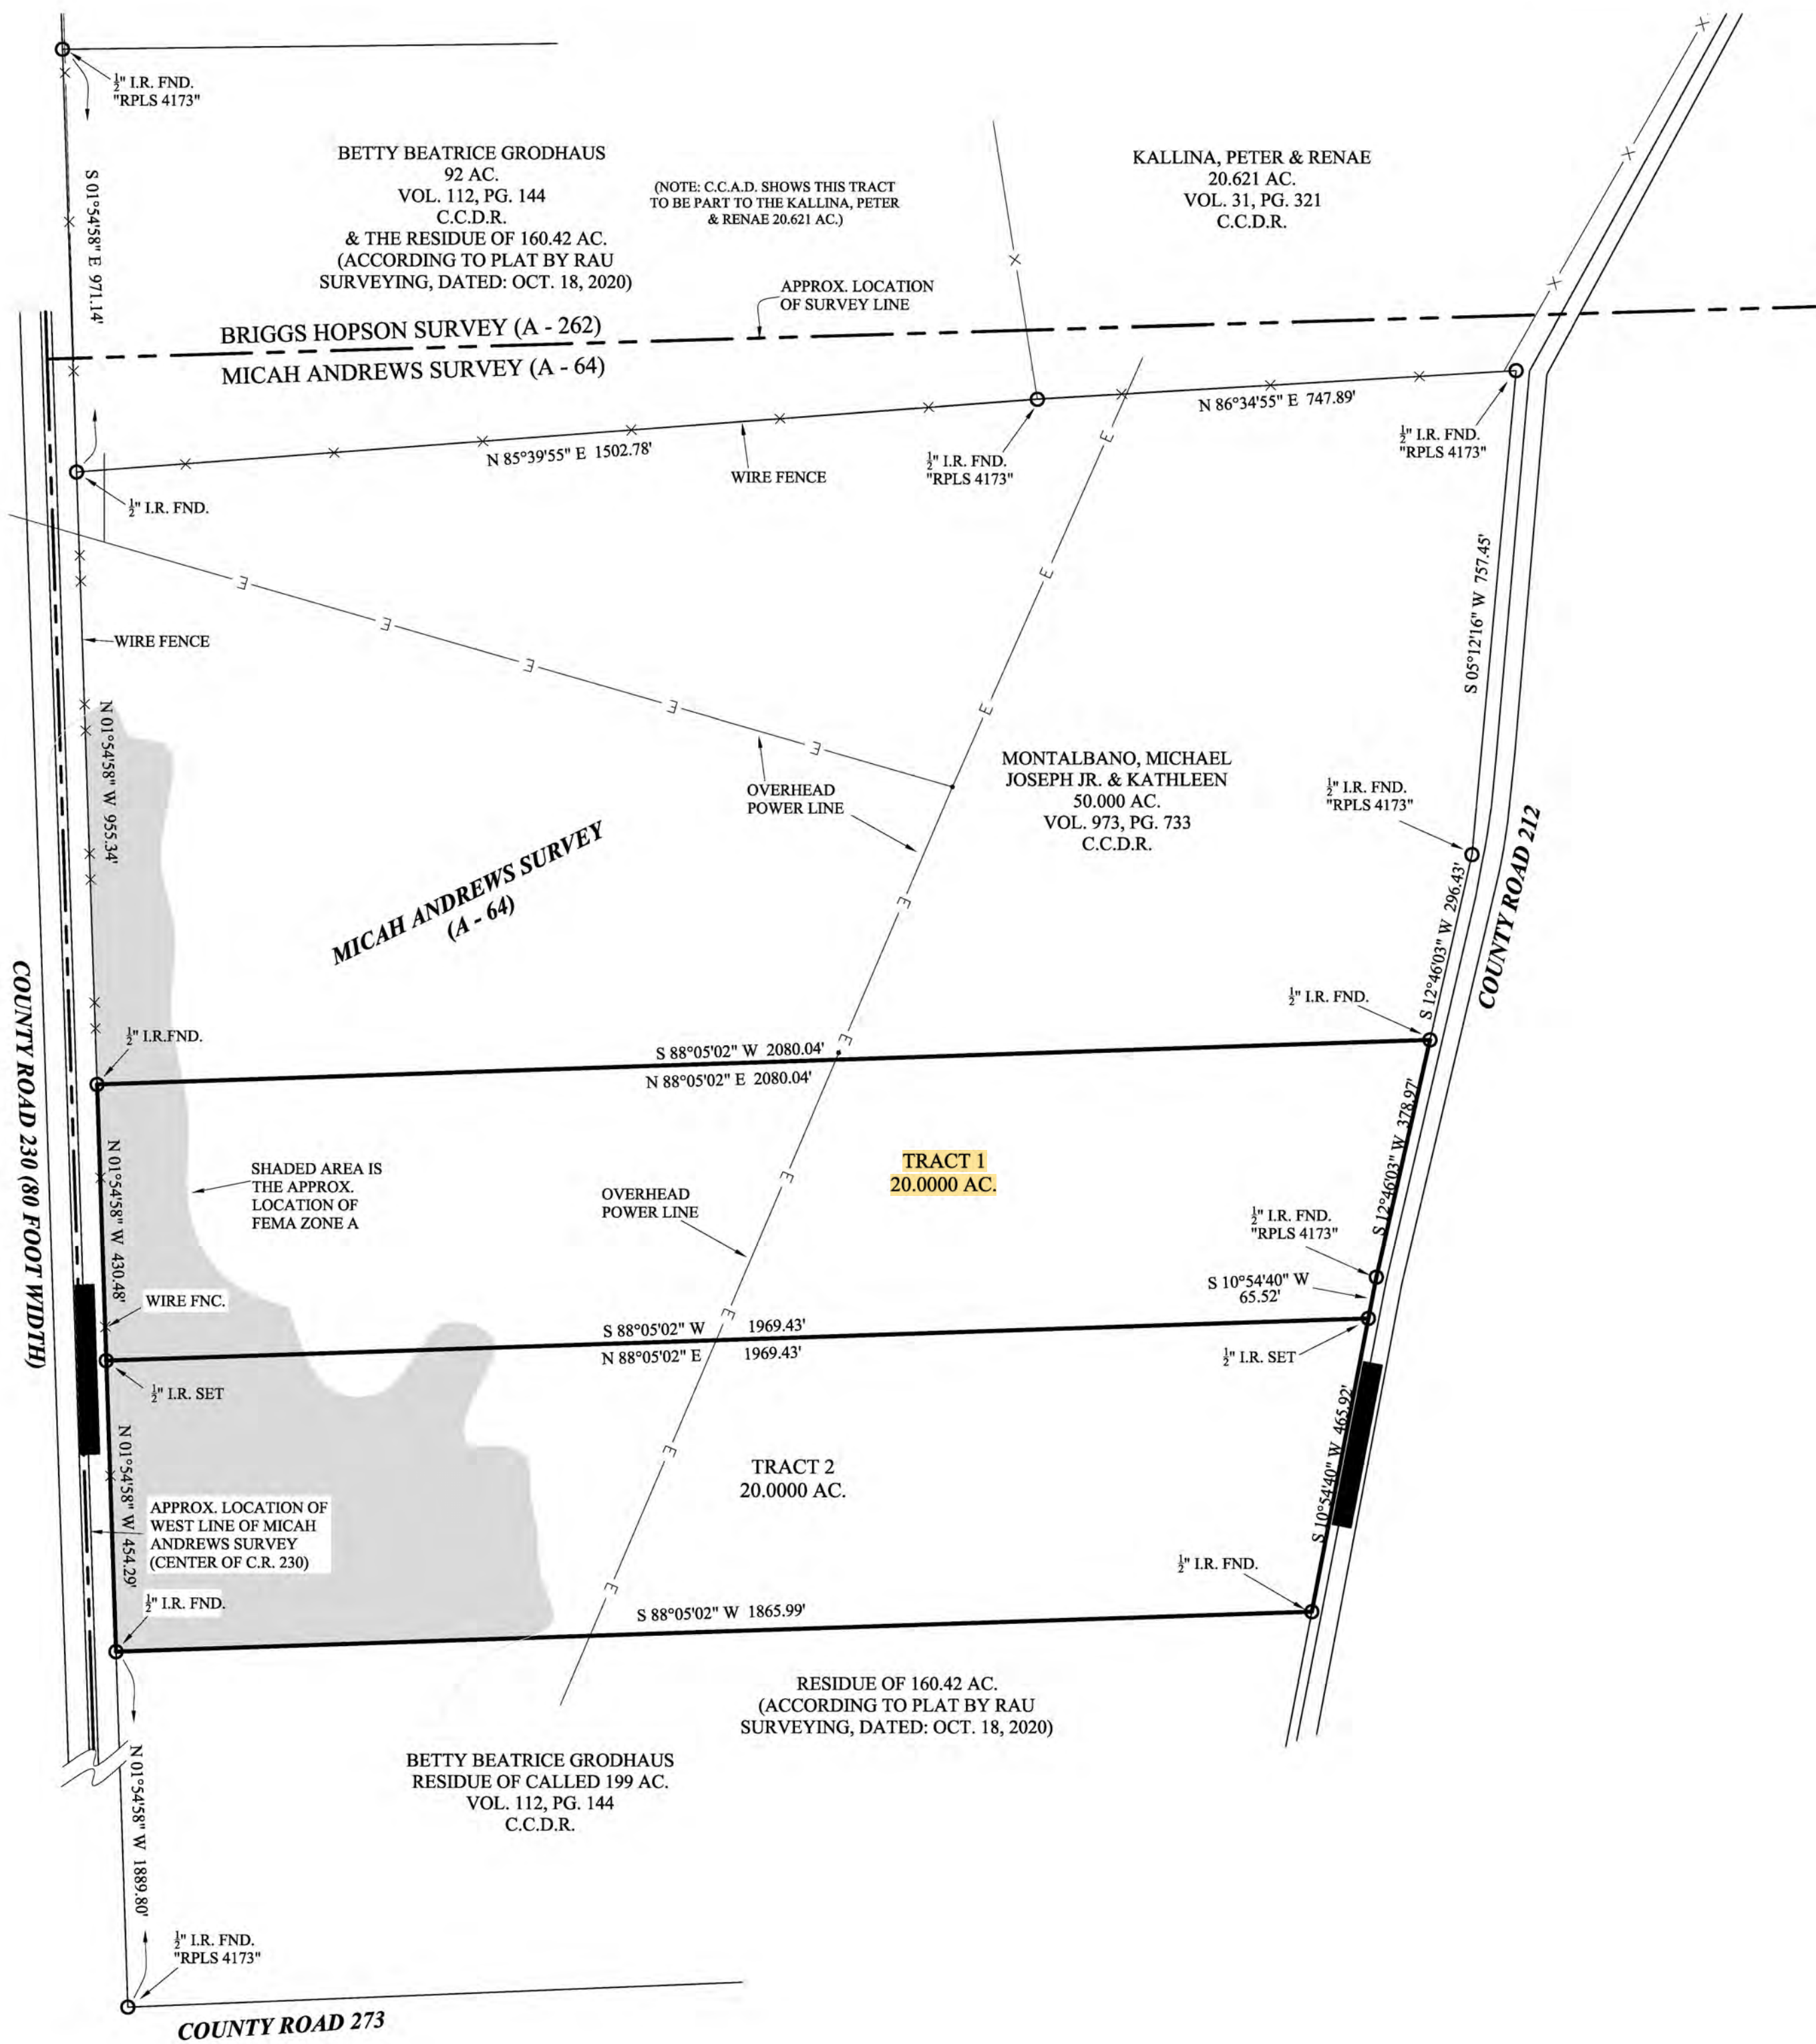 ½" I.R. FND.
"RPLS 4173"
S 01°54'58" E 971.14'
BETTY BEATRICE GRODHAUS
92 AC.
VOL. 112, PG. 144
C.C.D.R.
& THE RESIDUE OF 160.42 AC.
(ACCORDING TO PLAT BY RAU
SURVEYING, DATED: OCT. 18, 2020)
(NOTE: C.C.A.D. SHOWS THIS TRACT
TO BE PART TO THE KALLINA, PETER
& RENAE 20.621 AC.)
KALLINA, PETER & RENAE
20.621 AC.
VOL. 31, PG. 321
C.C.D.R.
APPROX. LOCATION
OF SURVEY LINE
BRIGGS HOPSON SURVEY (A - 262)
MICAH ANDREWS SURVEY (A - 64)
N 86°34'55" E 747.89'
½" I.R. FND.
"RPLS 4173"
N 85°39'55" E 1502.78'
WIRE FENCE
½" I.R. FND.
"RPLS 4173"
½" I.R. FND.
E
E
E
E
E
E
E
E
S 05°12'16" W 757.45'
WIRE FENCE
N 01°54'58" W 955.34'
OVERHEAD
POWER LINE
MONTALBANO, MICHAEL
JOSEPH JR. & KATHLEEN
50.000 AC.
VOL. 973, PG. 733
C.C.D.R.
½" I.R. FND.
"RPLS 4173"
COUNTY ROAD 212
MICAH ANDREWS SURVEY
(A - 64)
E
S 12°46'03" W 296.43'
½" I.R. FND.
COUNTY ROAD 230 (80 FOOT WIDTH)
½" I.R.FND.
E
S 88°05'02" W 2080.04'
N 88°05'02" E 2080.04'
S 12°46'03" W 378.97'
N 01°54'58" W 430.48'
SHADED AREA IS
THE APPROX.
LOCATION OF
FEMA ZONE A
TRACT 1
20.0000 AC.
E
OVERHEAD
POWER LINE
½" I.R. FND.
"RPLS 4173"
S 10°54'40" W
65.52'
WIRE FNC.
E
S 88°05'02" W 1969.43'
N 88°05'02" E 1969.43'
½" I.R. SET
½" I.R. SET
N 01°54'58" W 454.29'
S 10°54'40" W 465.92'
E
TRACT 2
20.0000 AC.
APPROX. LOCATION OF
WEST LINE OF MICAH
ANDREWS SURVEY
(CENTER OF C.R. 230)
½" I.R. FND.
½" I.R. FND.
E
S 88°05'02" W 1865.99'
RESIDUE OF 160.42 AC.
(ACCORDING TO PLAT BY RAU
SURVEYING, DATED: OCT. 18, 2020)
BETTY BEATRICE GRODHAUS
RESIDUE OF CALLED 199 AC.
VOL. 112, PG. 144
C.C.D.R.
N 01°54'58" W 1889.80'
½" I.R. FND.
"RPLS 4173"
COUNTY ROAD 273